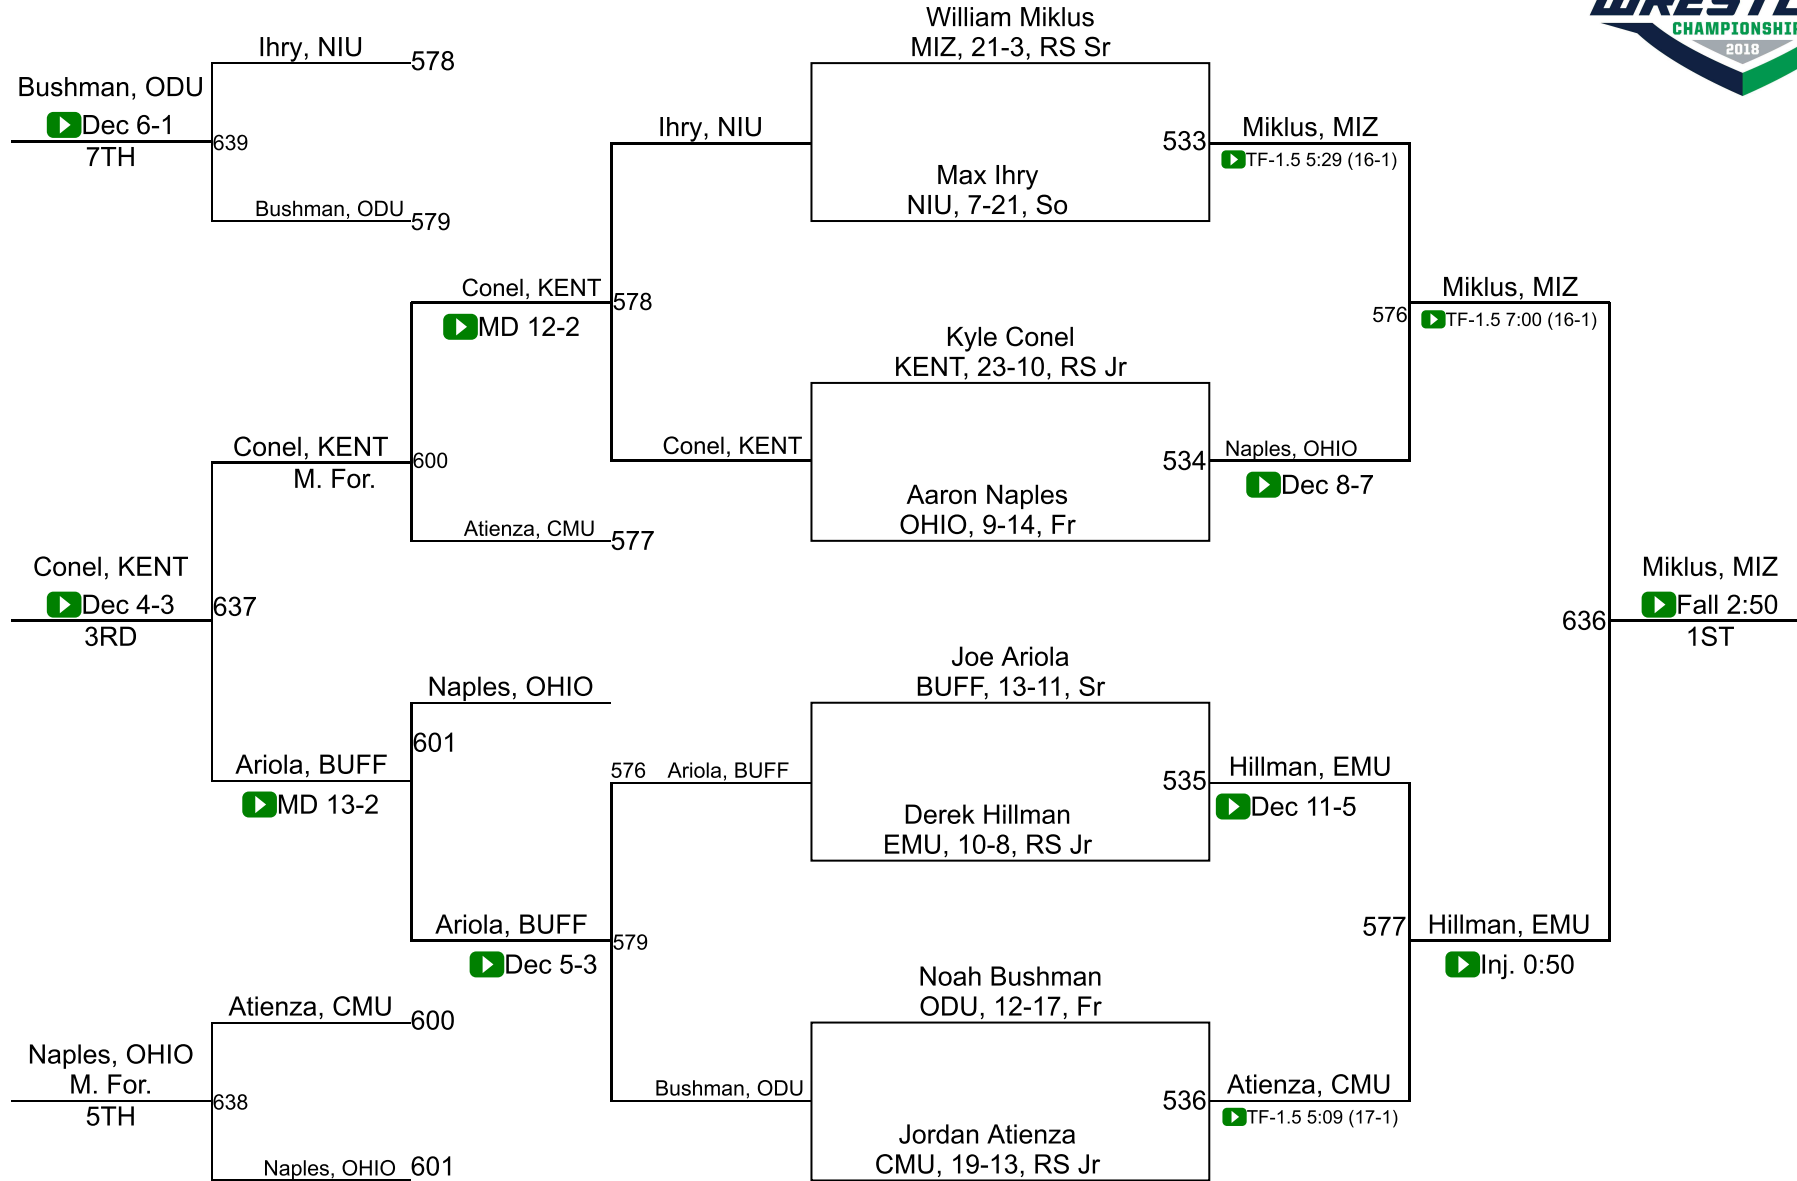 WRESTL
CHAMPIONSHIP
2018
William Miklus
MIZ, 21-3, RS Sr
Ihry, NIU
578
Bushman, ODU
Dec 6-1
7TH
639
Bushman, ODU
579
Ihry, NIU
533
Miklus, MIZ
TF-1.5 5:29 (16-1)
Max Ihry
NIU, 7-21, So
Conel, KENT
MD 12-2
578
576
Miklus, MIZ
TF-1.5 7:00 (16-1)
Kyle Conel
KENT, 23-10, RS Jr
Conel, KENT
M. For.
600
Conel, KENT
534
Naples, OHIO
Dec 8-7
Aaron Naples
OHIO, 9-14, Fr
Atienza, CMU
577
Conel, KENT
Dec 4-3
3RD
637
636
Miklus, MIZ
Fall 2:50
1ST
Joe Ariola
BUFF, 13-11, Sr
Naples, OHIO
601
Ariola, BUFF
MD 13-2
576
Ariola, BUFF
535
Hillman, EMU
Dec 11-5
Derek Hillman
EMU, 10-8, RS Jr
Ariola, BUFF
Dec 5-3
579
577
Hillman, EMU
Inj. 0:50
Noah Bushman
ODU, 12-17, Fr
Atienza, CMU
600
Naples, OHIO
M. For.
5TH
638
Bushman, ODU
536
Atienza, CMU
TF-1.5 5:09 (17-1)
Jordan Atienza
CMU, 19-13, RS Jr
Naples, OHIO
601